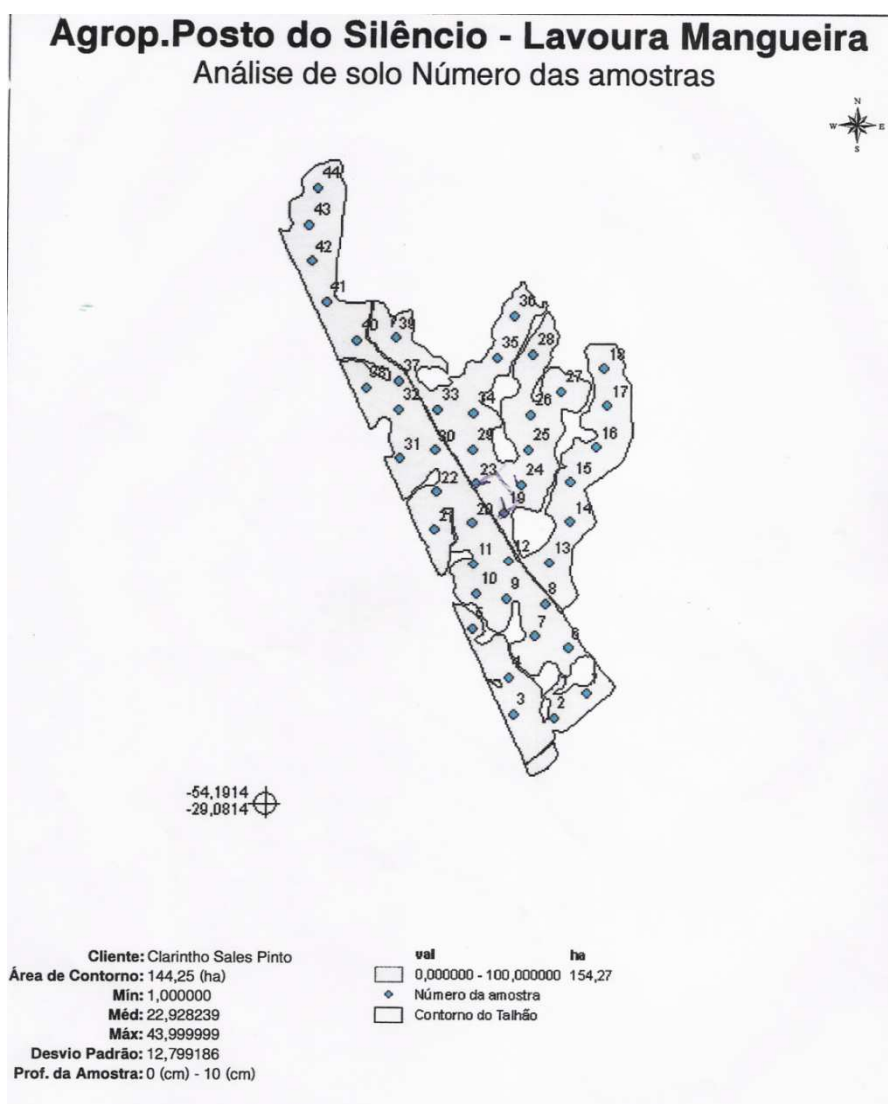 Agrop.Posto do Silêncio - Lavoura Mangueira
Análise de solo Número das amostras
N
W E
S
44
43
42
41
40 39
36
35 28
38 37
27
18
32 33 34
26
17
31 30 29
25
16
22 23 24
15
21 20 19
14
11 12
13
10 9
8
5
7
6
4
3 2
-54,1914
-29,0814
Cliente: Clarintho Sales Pinto
Área de Contorno: 144,25 (ha)
Mín: 1,000000
Méd: 22,928239
Máx: 43,999999
Desvio Padrão: 12,799186
Prof. da Amostra: 0 (cm) - 10 (cm)
val ha
0,000000 - 100,000000 154,27
Número da amostra
Contorno do Talhão